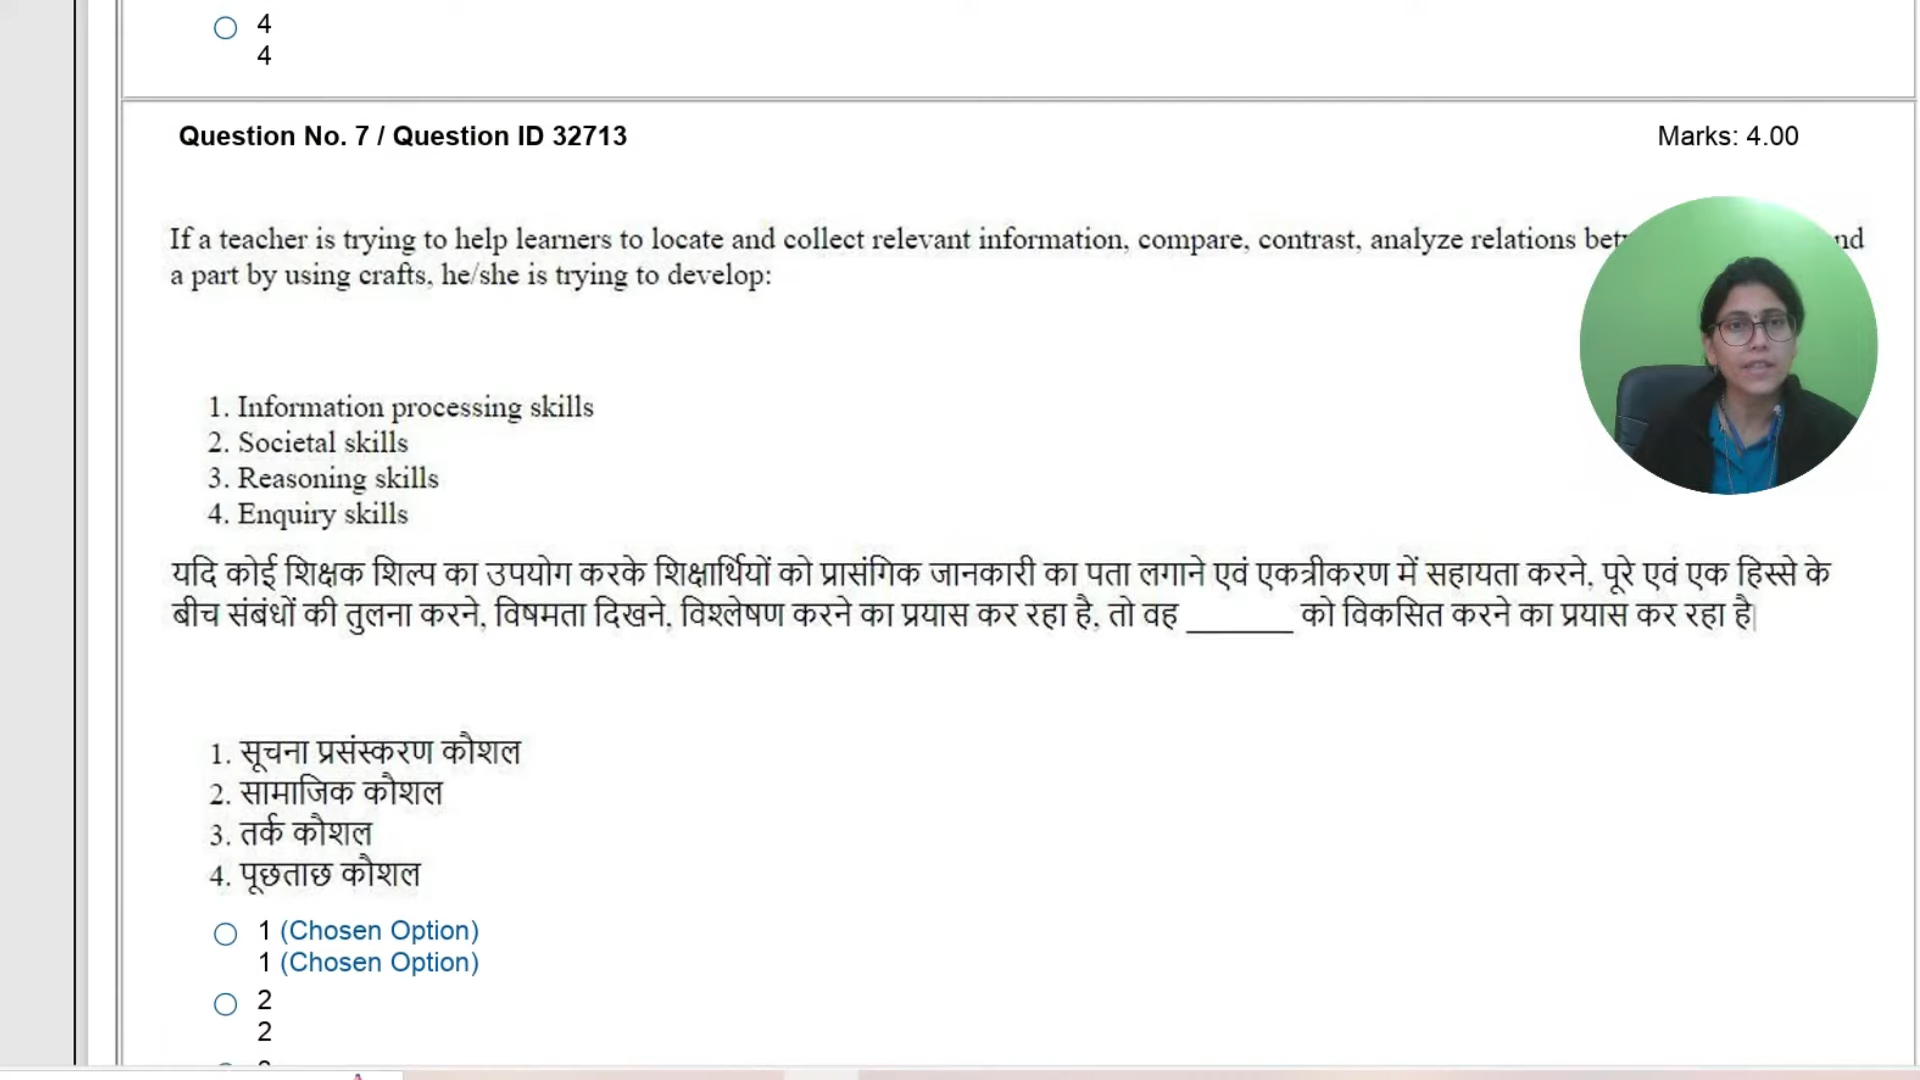 4
4
Question No. 7 / Question ID 32713 Marks: 4.00
If a teacher is trying to help learners to locate and collect relevant information, compare, contrast, analyze relations
a part by using crafts, he/she is trying to develop:
1. Information processing skills
2. Societal skills
3. Reasoning skills
4. Enquiry skills
यदि कोई शिक्षक शिल्प का उपयोग करके शिक्षार्थियों को प्रासंगिक जानकारी का पता लगाने एवं एकत्रीकरण में सहायता करने, पूरे एवं एक हिस्से के
बीच संबंधों की तुलना करने, विषमता दिखने, विश्लेषण करने का प्रयास कर रहा है, तो वह _______ को विकसित करने का प्रयास कर रहा है|
1. सूचना प्रसंस्करण कौशल
2. सामाजिक कौशल
3. तर्क कौशल
4. पूछताछ कौशल
1 (Chosen Option)
1 (Chosen Option)
2
2